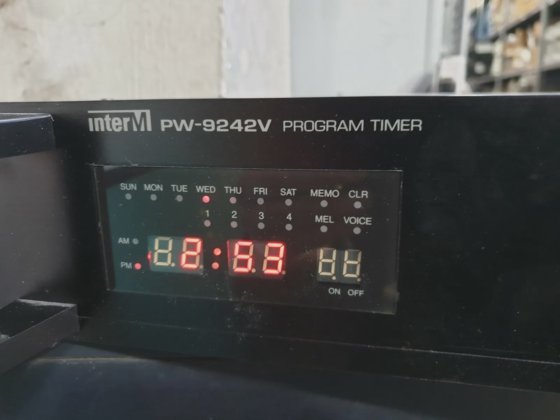 interM PW-9242V PROGRAM TIMER
SUN MON TUE WED THU FRI SAT MEMO CLR
1 2 3 4 MEL VOICE
AM
PM
ON OFF